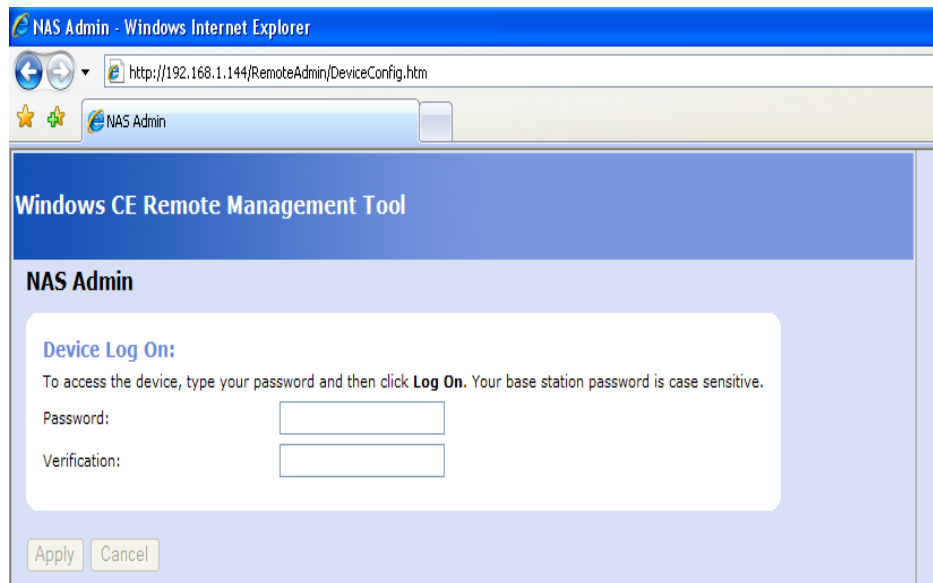 NAS Admin - Windows Internet Explorer
http://192.168.1.144/RemoteAdmin/DeviceConfig.htm
NAS Admin
Windows CE Remote Management Tool
NAS Admin
Device Log On:
To access the device, type your password and then click Log On. Your base station password is case sensitive.
Password:
Verification:
Apply Cancel